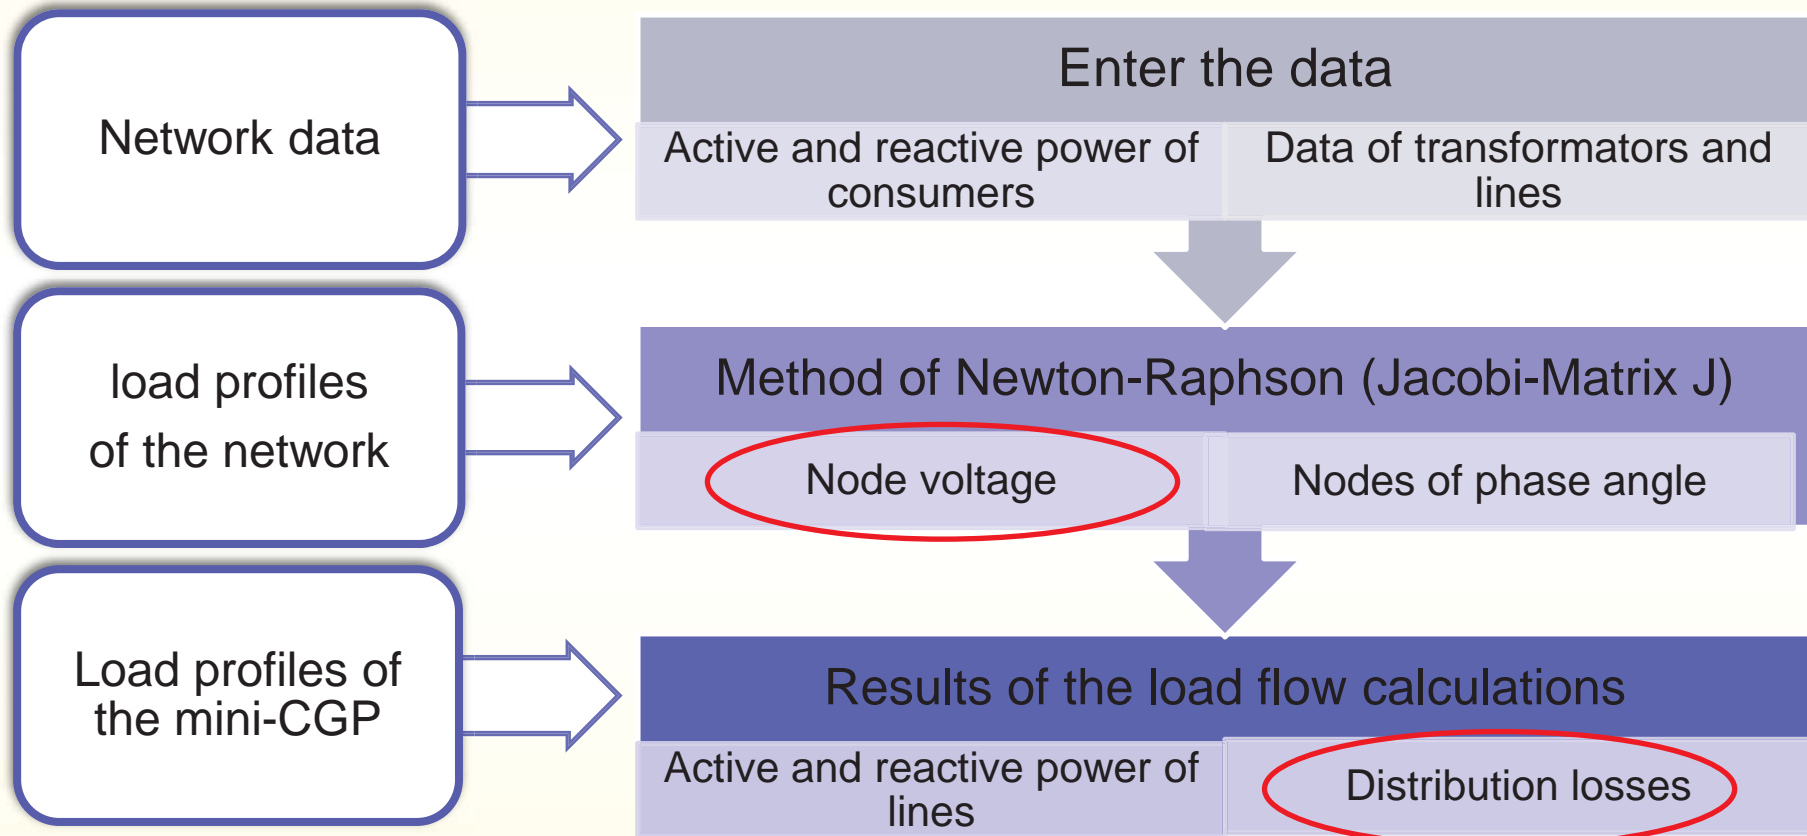 Network data
Enter the data
Active and reactive power of
consumers
Data of transformators and
lines
load profiles
of the network
Method of Newton-Raphson (Jacobi-Matrix J)
Node voltage
Nodes of phase angle
Load profiles of
the mini-CGP
Results of the load flow calculations
Active and reactive power of
lines
Distribution losses